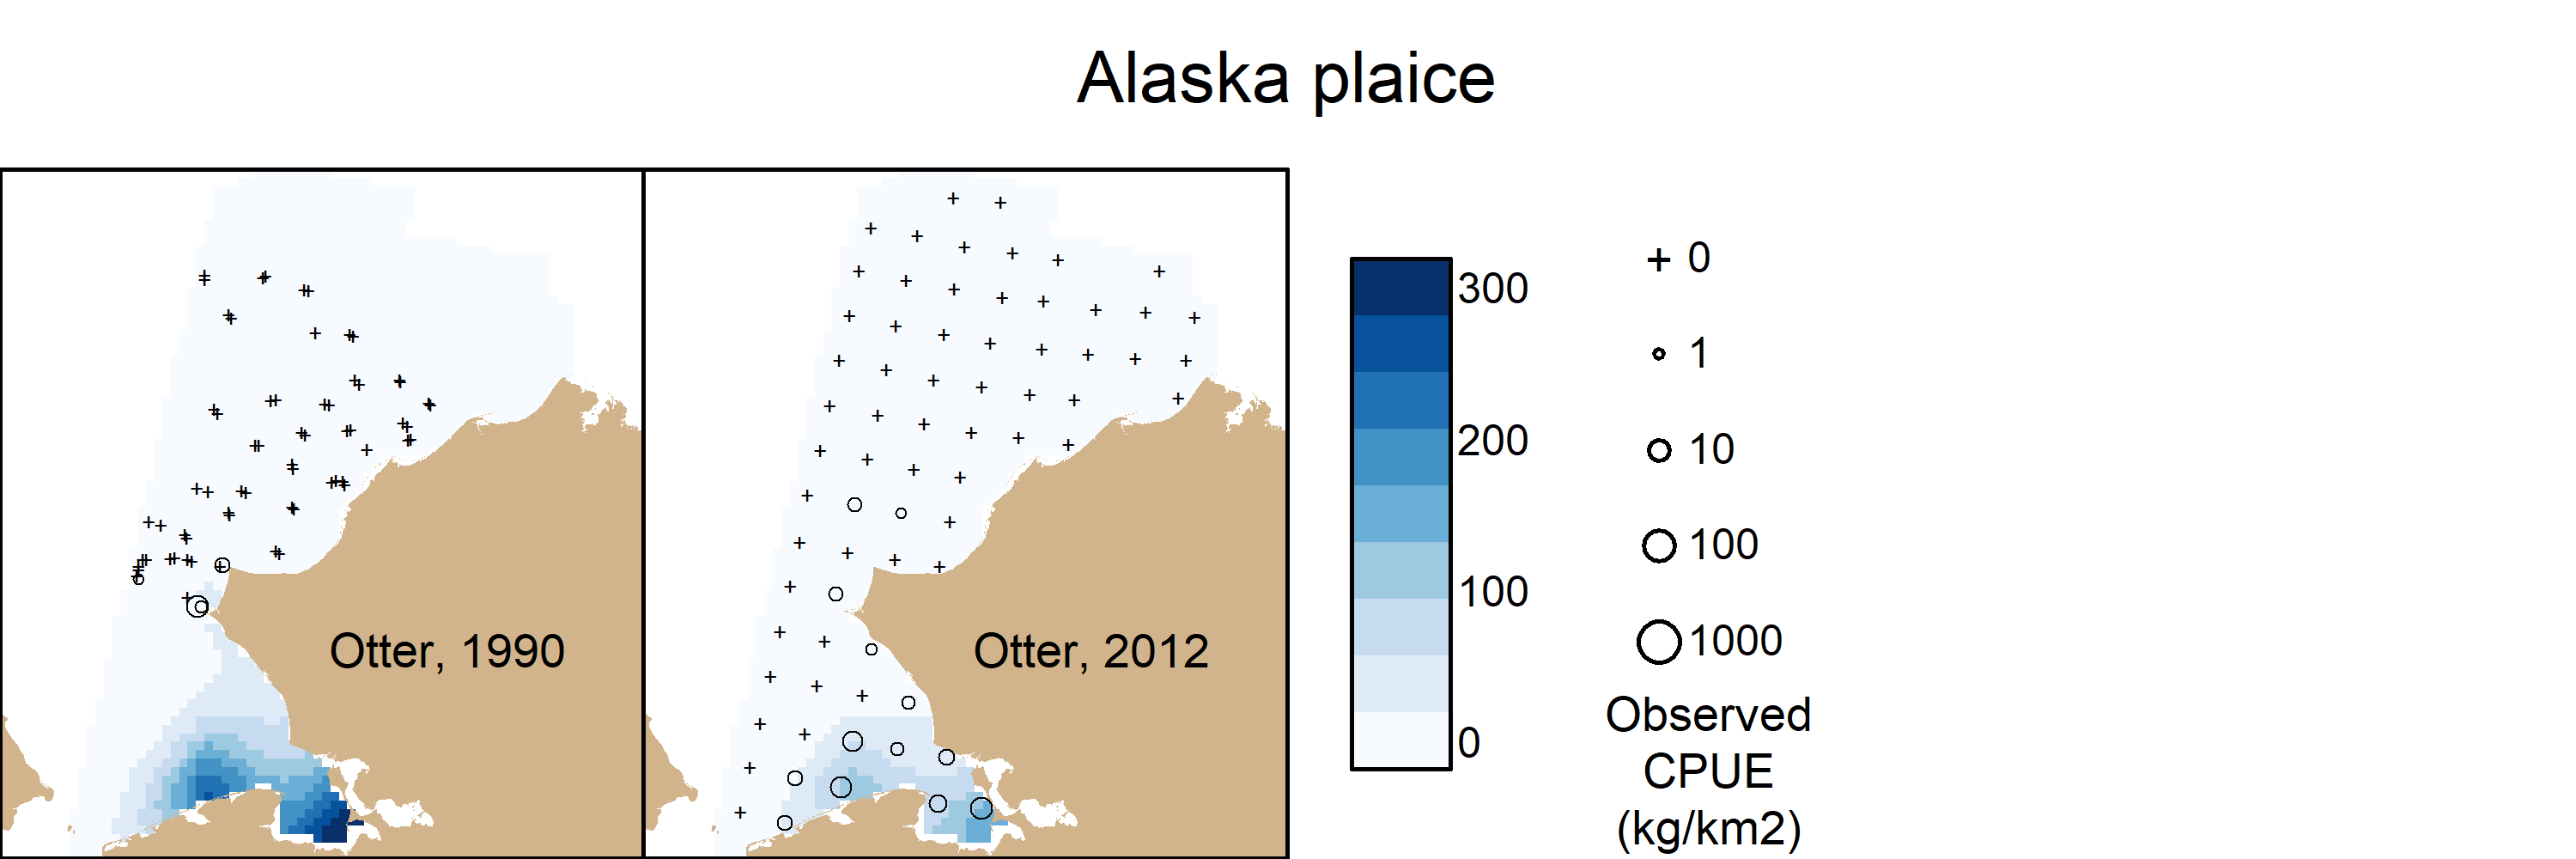 Alaska plaice
Otter, 1990
Otter, 2012
300
200
100
0
0
1
10
100
1000
Observed
CPUE
(kg/km2)